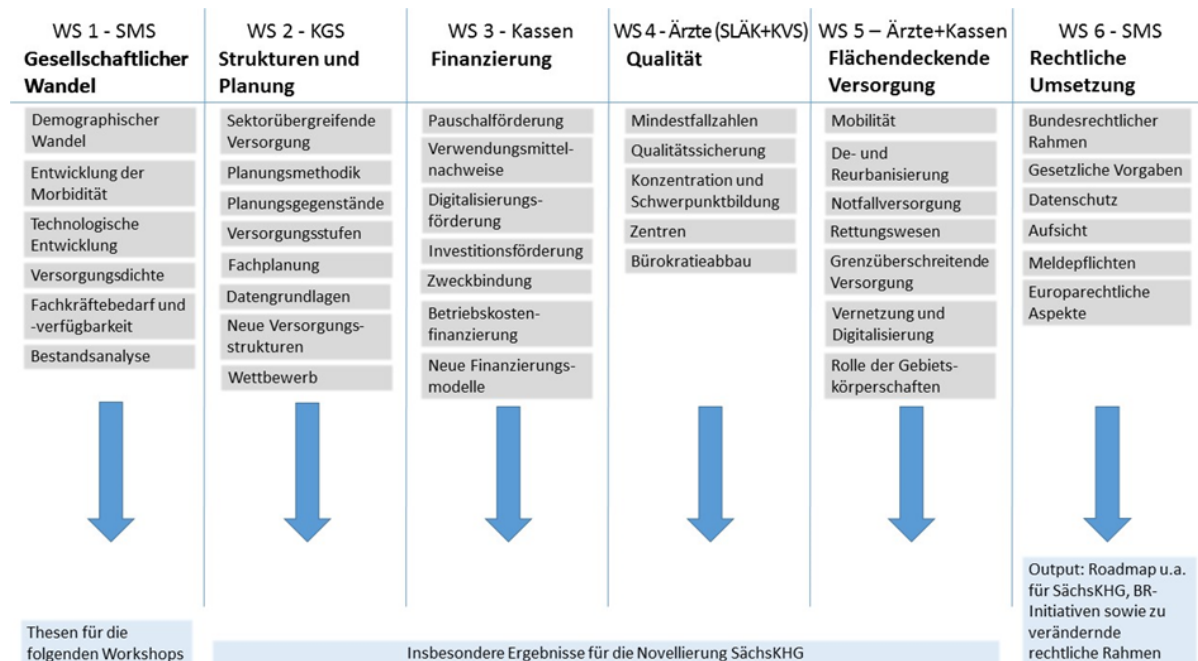 WS 1 - SMS
Gesellschaftlicher
Wandel
Demographischer
Wandel
Entwicklung der
Morbidität
Technologische
Entwicklung
Versorgungsdichte
Fachkräftebedarf und
-verfügbarkeit
Bestandsanalyse
Thesen für die
folgenden Workshops
WS 2 - KGS
Strukturen und
Planung
Sektorübergreifende
Versorgung
Planungsmethodik
Planungsgegenstände
Versorgungsstufen
Fachplanung
Datengrundlagen
Neue Versorgungs-
strukturen
Wettbewerb
WS 3 - Kassen
Finanzierung
Pauschalförderung
Verwendungsmittel-
nachweise
Digitalisierungs-
förderung
Investitionsförderung
Zweckbindung
Betriebskosten-
finanzierung
Neue Finanzierungs-
modelle
WS 4 - Ärzte (SLÄK+KVS)
Qualität
Mindestfallzahlen
Qualitätssicherung
Konzentration und
Schwerpunktbildung
Zentren
Bürokratieabbau
WS 5 – Ärzte+Kassen
Flächendeckende
Versorgung
Mobilität
De- und
Reurbanisierung
Notfallversorgung
Rettungswesen
Grenzüberschreitende
Versorgung
Vernetzung und
Digitalisierung
Rolle der Gebiets-
körperschaften
Insbesondere Ergebnisse für die Novellierung SächsKHG
WS 6 - SMS
Rechtliche
Umsetzung
Bundesrechtlicher
Rahmen
Gesetzliche Vorgaben
Datenschutz
Aufsicht
Meldepflichten
Europarechtliche
Aspekte
Output: Roadmap u.a.
für SächsKHG, BR-
Initiativen sowie zu
verändernde
rechtliche Rahmen